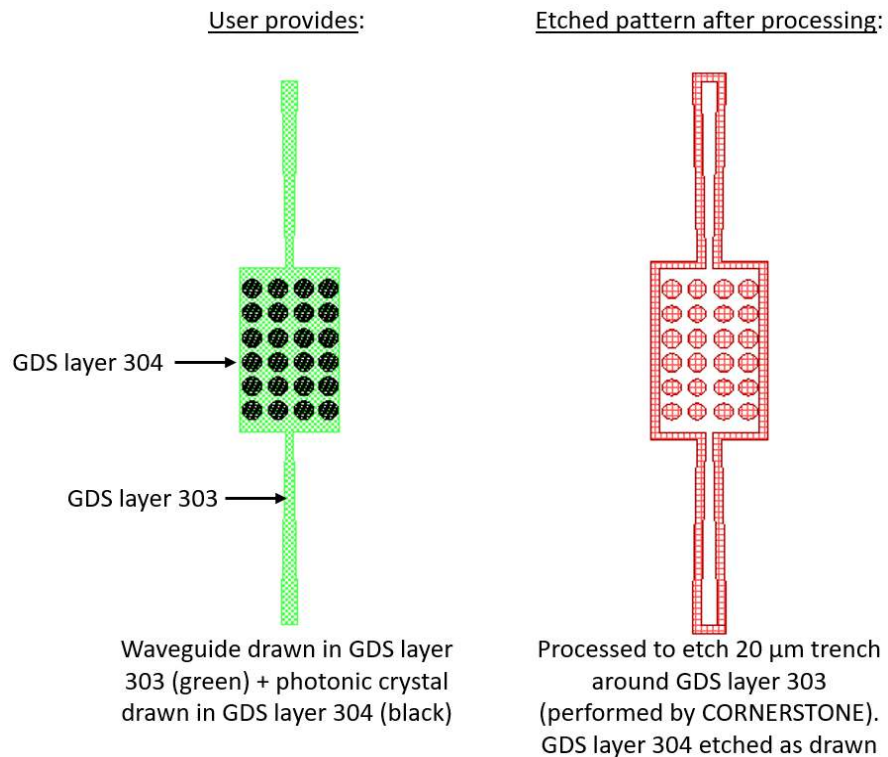 User provides:
Etched pattern after processing:
GDS layer 304
GDS layer 303
Waveguide drawn in GDS layer
303 (green) + photonic crystal
drawn in GDS layer 304 (black)
Processed to etch 20 µm trench
around GDS layer 303
(performed by CORNERSTONE).
GDS layer 304 etched as drawn